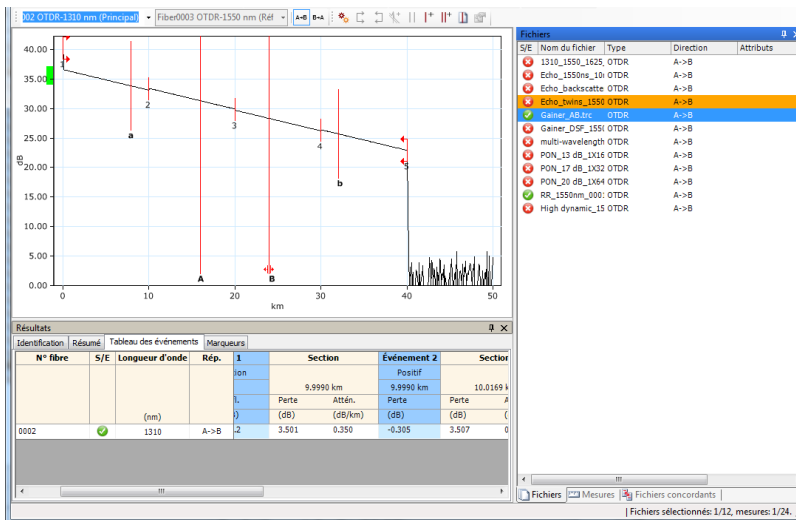 002 OTDR-1310 nm (Principal) Fiber0003 OTDR-1550 nm (Réf A→B B→A
Fichiers
S/E Nom du fichier Type Direction Attributs
1310_1550_1625, OTDR A->B
Echo_1550ns_10 OTDR A->B
Echo_backscatte OTDR A->B
Echo_twins_1550 OTDR A->B
Gainer_AB.trc OTDR A->B
Gainer_DSF_155( OTDR A->B
multi-wavelength OTDR A->B
PON_13 dB_1X16 OTDR A->B
PON_17 dB_1X32 OTDR A->B
PON_20 dB_1X64 OTDR A->B
RR_1550nm_000: OTDR A->B
High dynamic_15 OTDR A->B
40.00
35.00
30.00
25.00
20.00
15.00
10.00
5.00
0.00
dB
1 2 3 4 5
a b
A B
0 10 20 30 40 50
km
Résultats
Identification Résumé Tableau des événements Marqueurs
N° fibre S/E Longueur d'onde Rép. 1 Section Événement 2 Section
ion Positif
9.9990 km 9.9990 km 10.0169 k
Perte Attén. Perte Perte
(nm) (dB) (dB/km) (dB) (dB)
0002 1310 A->B .2 3.501 0.350 -0.305 3.507 0
Fichiers Mesures Fichiers concordants
Fichiers sélectionnés: 1/12, mesures: 1/24.